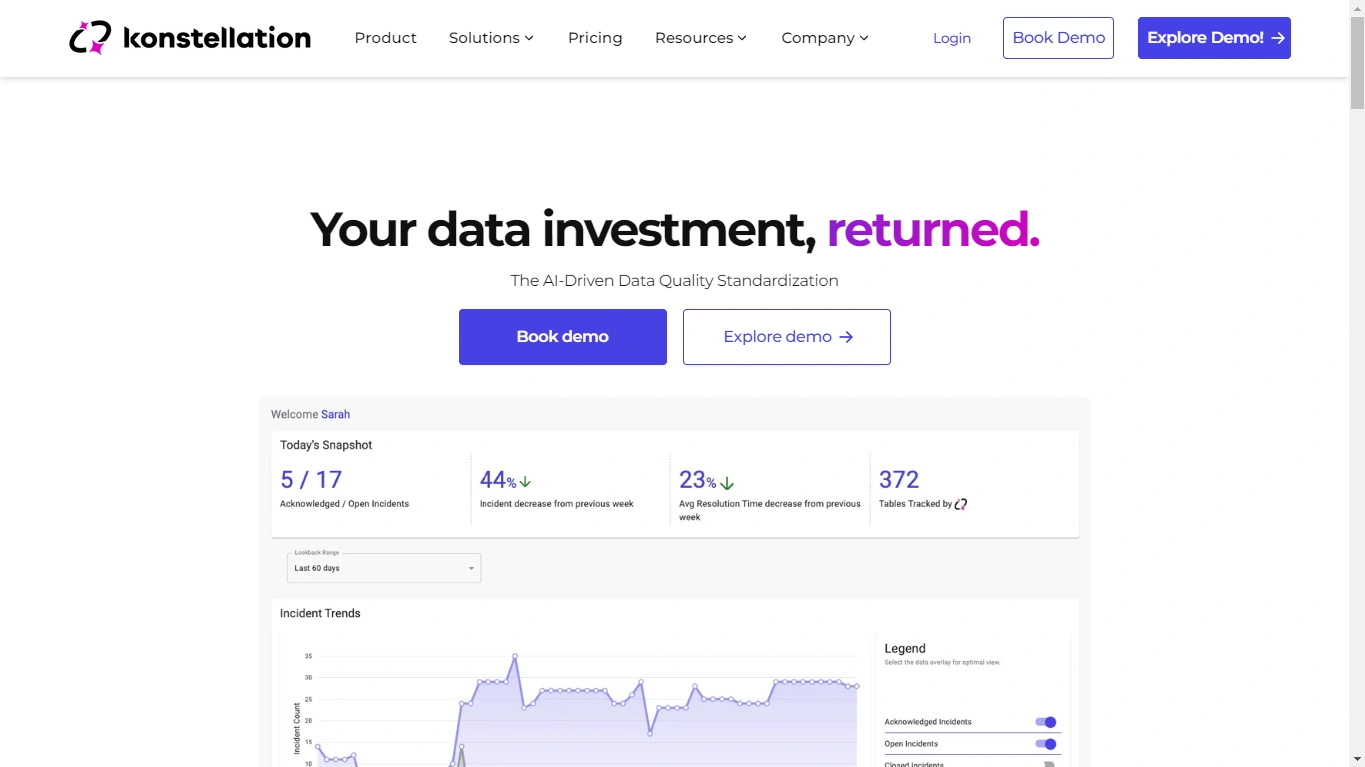 konstellation
Product
Solutions
Pricing
Resources
Company
Login
Book Demo
Explore Demo!
Your data investment, returned.
The AI-Driven Data Quality Standardization
Book demo
Explore demo
Welcome Sarah
Today's Snapshot
5 / 17
Acknowledged / Open Incidents
44%
Incident decrease from previous week
23%
Avg Resolution Time decrease from previous
week
372
Tables Tracked by
Lookback Range
Last 60 days
Incident Trends
35
30
25
20
15
10
Incident Count
Legend
Select the data overlay for optimal view.
Acknowledged Incidents
Open Incidents
Closed Incidents